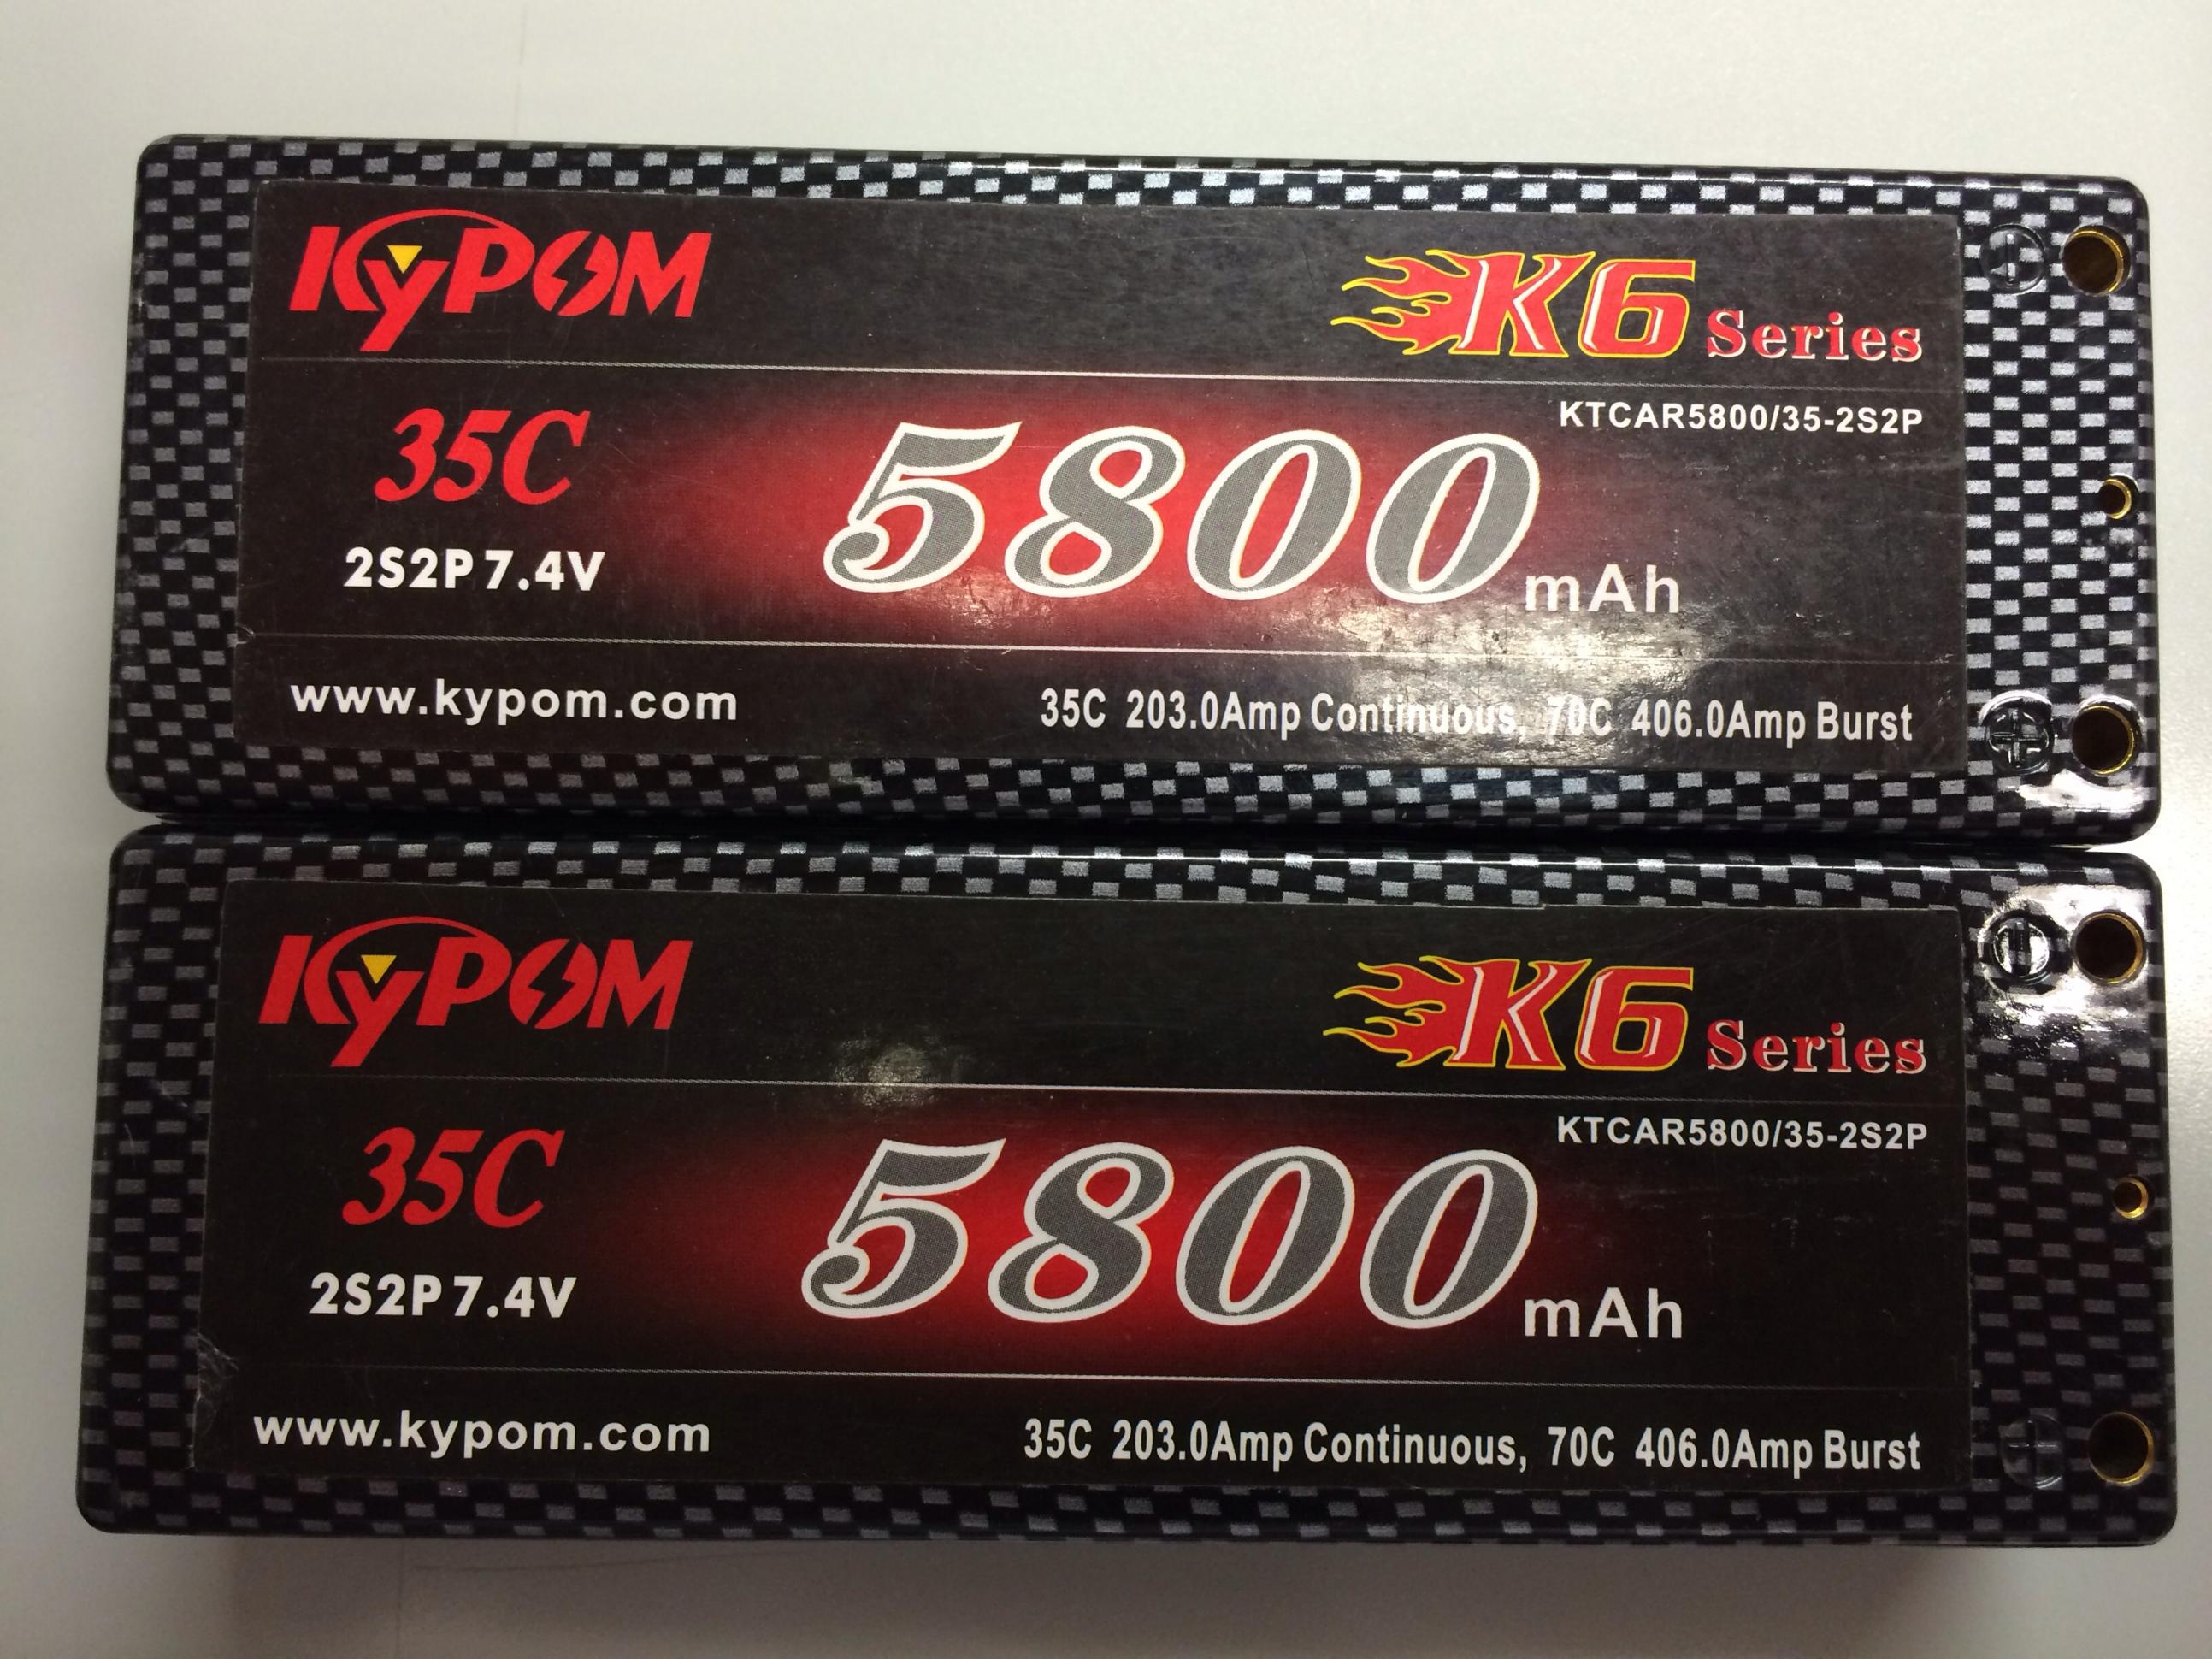 KyPOM
K6 Series
KTCAR5800/35-2S2P
35C
5800 mAh
2S2P 7.4V
www.kypom.com
35C 203.0Amp Continuous, 70C 406.0Amp Burst
KyPOM
K6 Series
KTCAR5800/35-2S2P
35C
5800 mAh
2S2P 7.4V
www.kypom.com
35C 203.0Amp Continuous, 70C 406.0Amp Burst